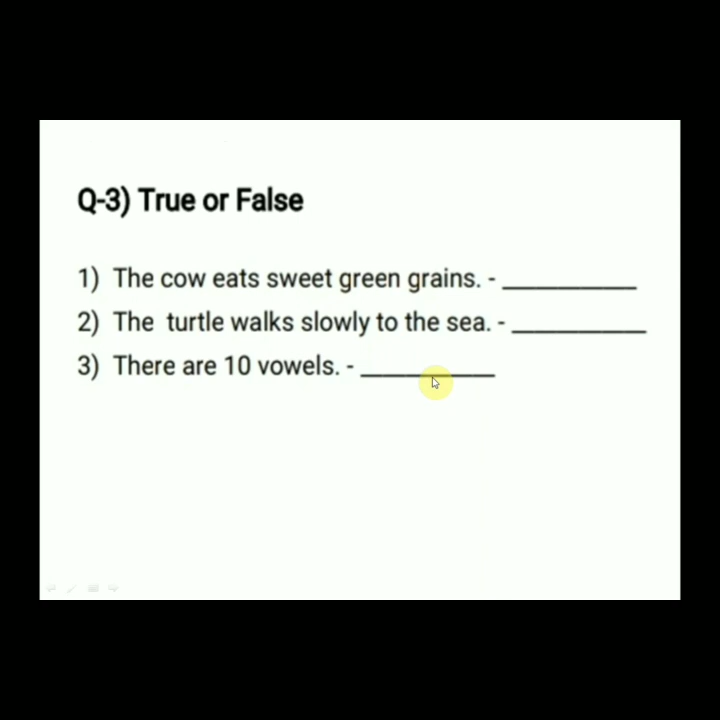 Q-3) True or False
1) The cow eats sweet green grains. - __________
2) The turtle walks slowly to the sea. - __________
3) There are 10 vowels. - __________